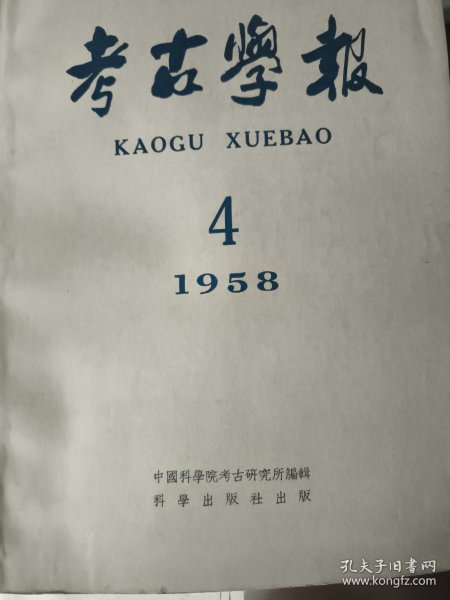 考古學報
KAOGU XUEBAO
4
1958
中國科學院考古研究所編輯
科學出版社出版
孔夫子旧书网
www.kongfz.com